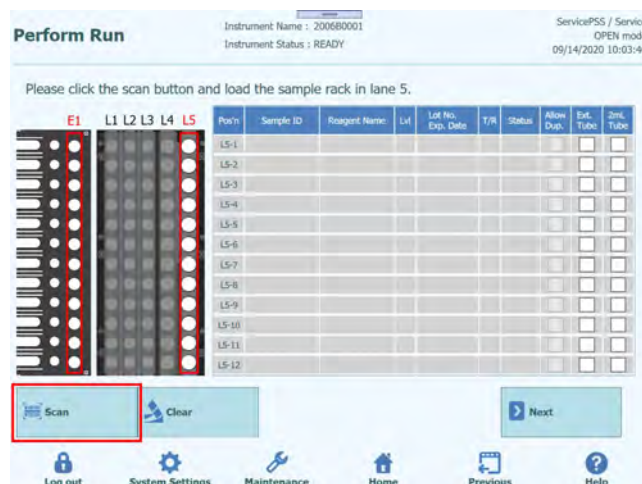 Perform Run
Instrument Name : 2006B0001
Instrument Status : READY
ServicePSS / Servic
OPEN mod
09/14/2020 10:03:4
Please click the scan button and load the sample rack in lane 5.
E1 L1 L2 L3 L4 L5
Pos'n Sample ID Reagent Name Lvl Lot No. Exp. Date T/R Status Allow Dup. Ext. Tube 2mL Tube
L5-1
L5-2
L5-3
L5-4
L5-5
L5-6
L5-7
L5-8
L5-9
L5-10
L5-11
L5-12
Scan Clear Next
Log out System Settings Maintenance Home Previous Help